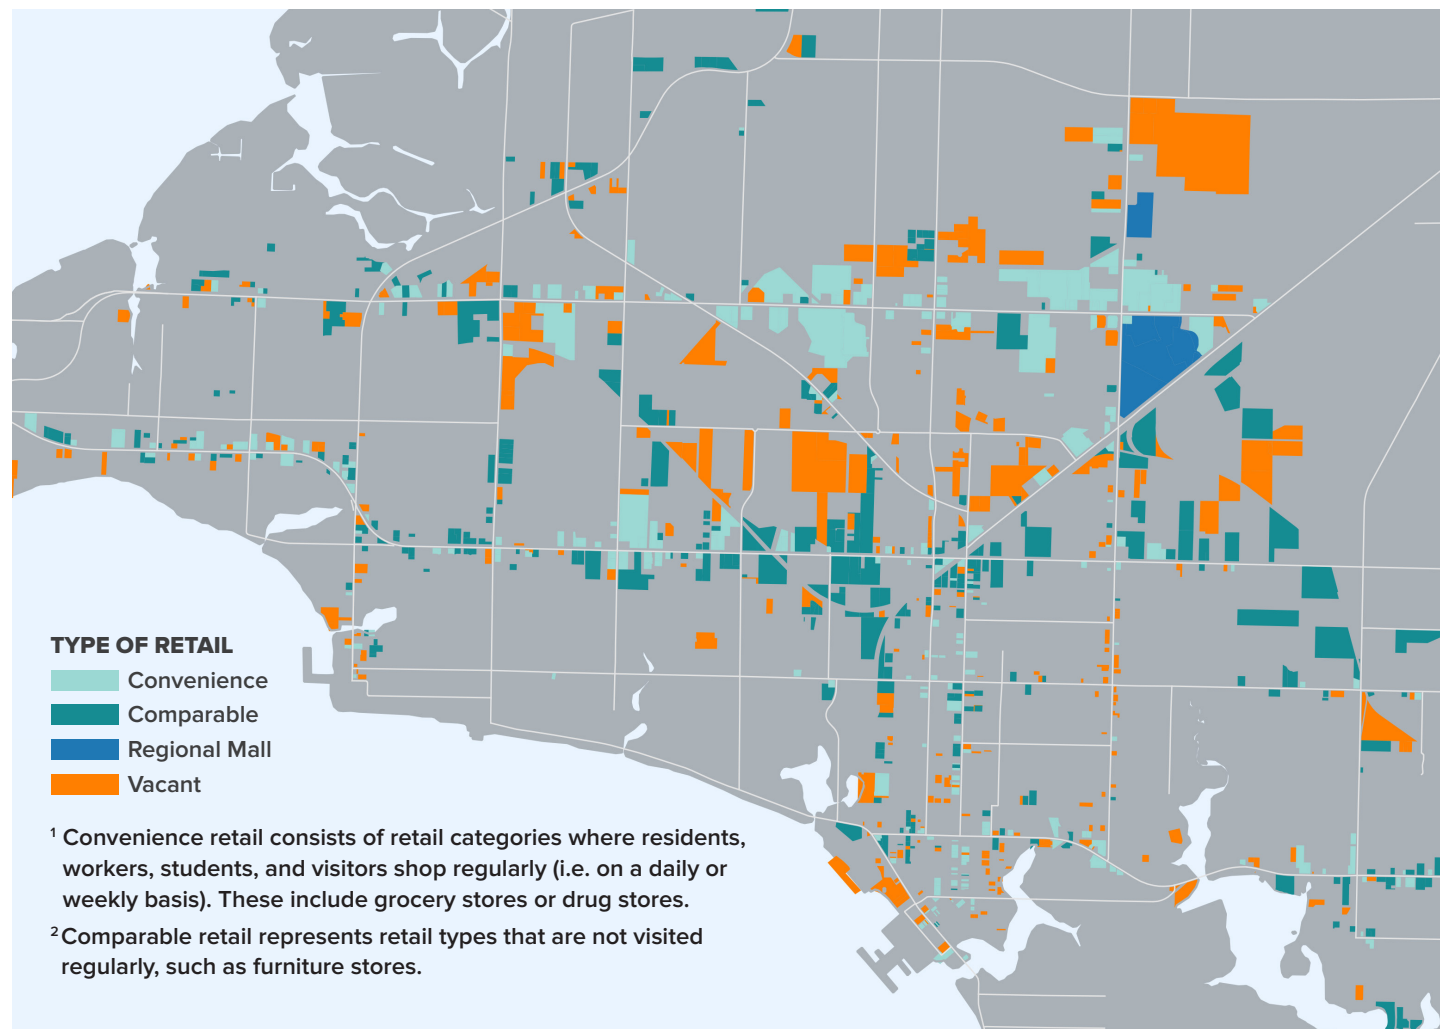 TYPE OF RETAIL
Convenience
Comparable
Regional Mall
Vacant
¹ Convenience retail consists of retail categories where residents,
workers, students, and visitors shop regularly (i.e. on a daily or
weekly basis). These include grocery stores or drug stores.
² Comparable retail represents retail types that are not visited
regularly, such as furniture stores.